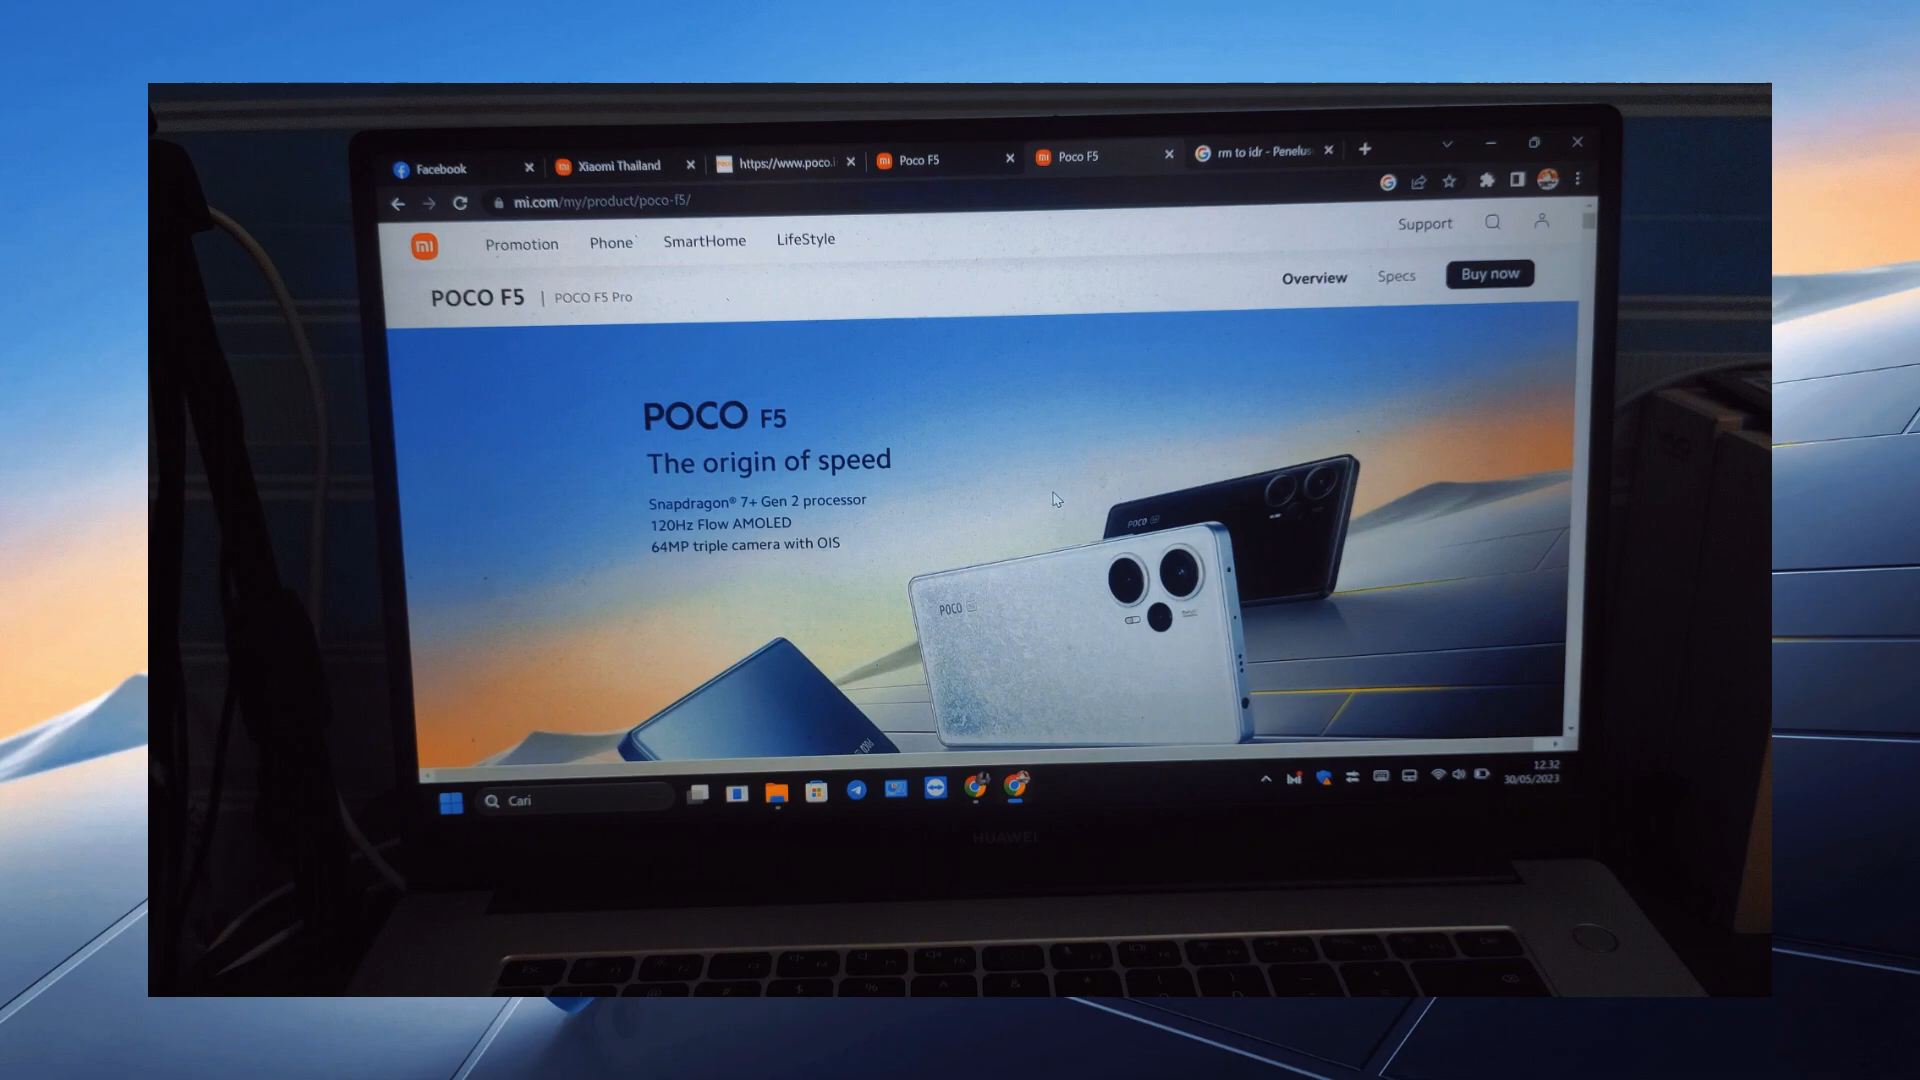 Facebook
Xiaomi Thailand
https://www.poco.i
Poco F5
Poco F5
rm to idr - Penelus
mi.com/my/product/poco-f5/
mi
Promotion
Phone
SmartHome
LifeStyle
Support
POCO F5 | POCO F5 Pro
Overview
Specs
Buy now
POCO F5
The origin of speed
Snapdragon® 7+ Gen 2 processor
120Hz Flow AMOLED
64MP triple camera with OIS
POCO
POCO
Cari
12.32
30/05/2023
HUAWEI